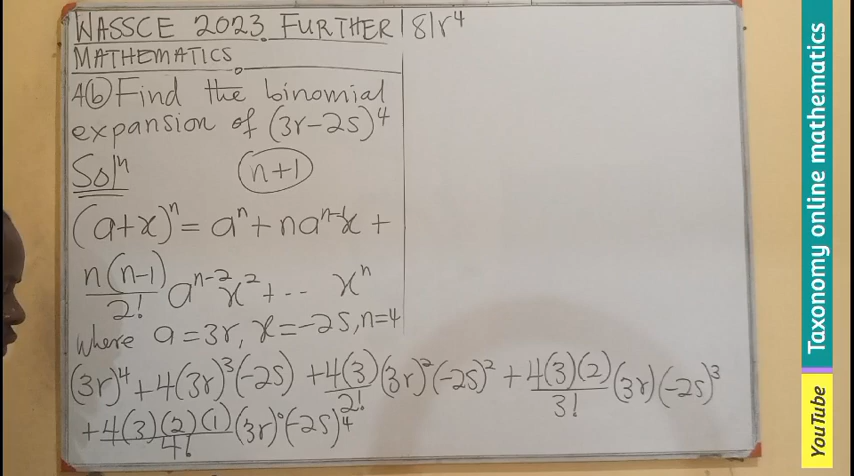 WASSCE 2023 FURTHER
MATHEMATICS
4(b) Find the binomial
expansion of (3r-2s)⁴
Solⁿ (n+1)
(a+x)ⁿ = aⁿ + naⁿ⁻¹x +
n(n-1)/2! aⁿ⁻²x² + ... xⁿ
where a=3r, x=-2s, n=4
(3r)⁴ + 4(3r)³(-2s) + 4(3)/2! (3r)²(-2s)² + 4(3)(2)/3! (3r)(-2s)³
+ 4(3)(2)(1)/4! (3r)⁰(-2s)⁴
81r⁴
Taxonomy online mathematics
YouTube